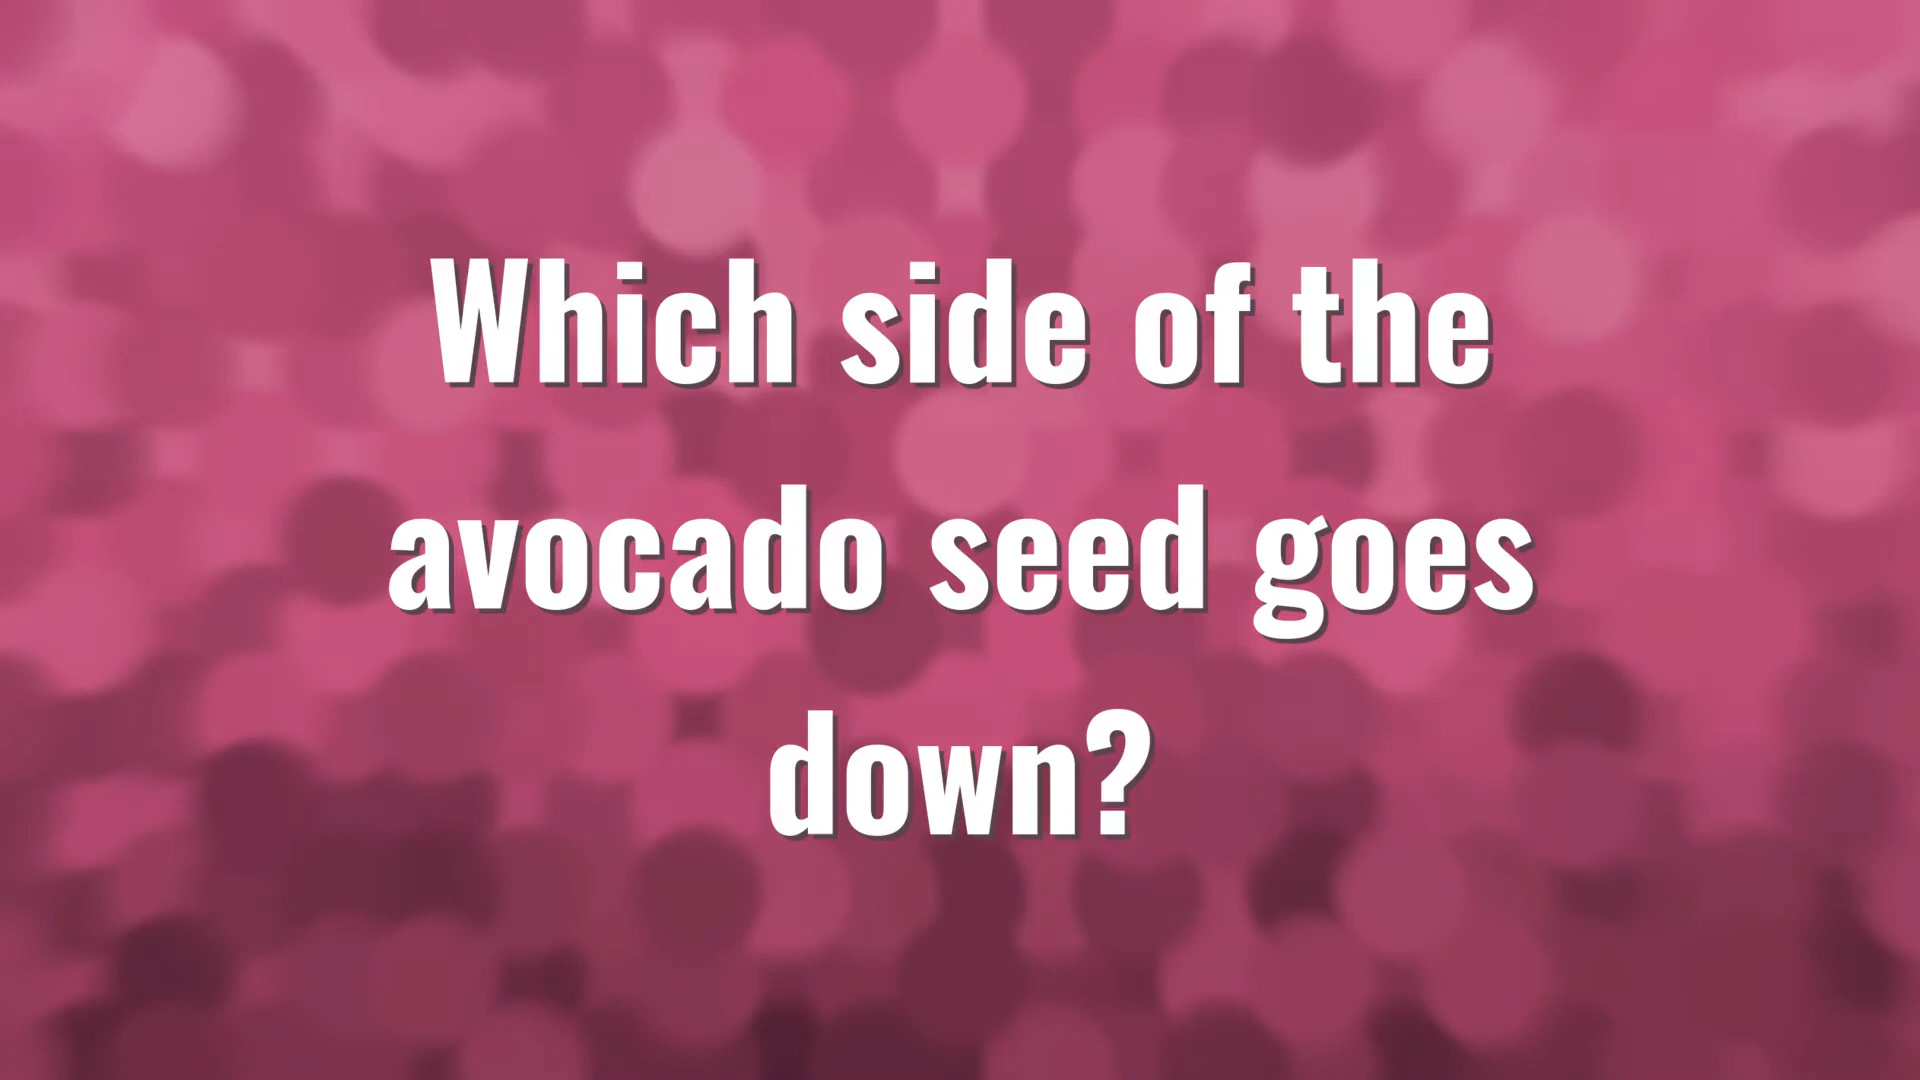 Which side of the
avocado seed goes
down?